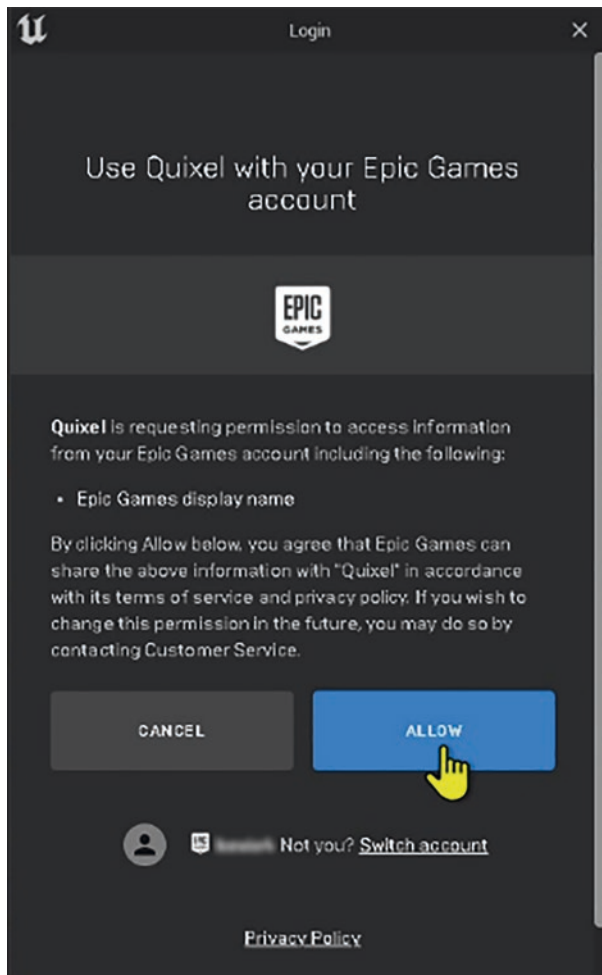 Login
Use Quixel with your Epic Games
account
EPIC
GAMES
Quixel is requesting permission to access information
from your Epic Games account including the following:
• Epic Games display name
By clicking Allow below, you agree that Epic Games can
share the above information with "Quixel" in accordance
with its terms of service and privacy policy. If you wish to
change this permission in the future, you may do so by
contacting Customer Service.
CANCEL
ALLOW
Not you? Switch account
Privacy Policy